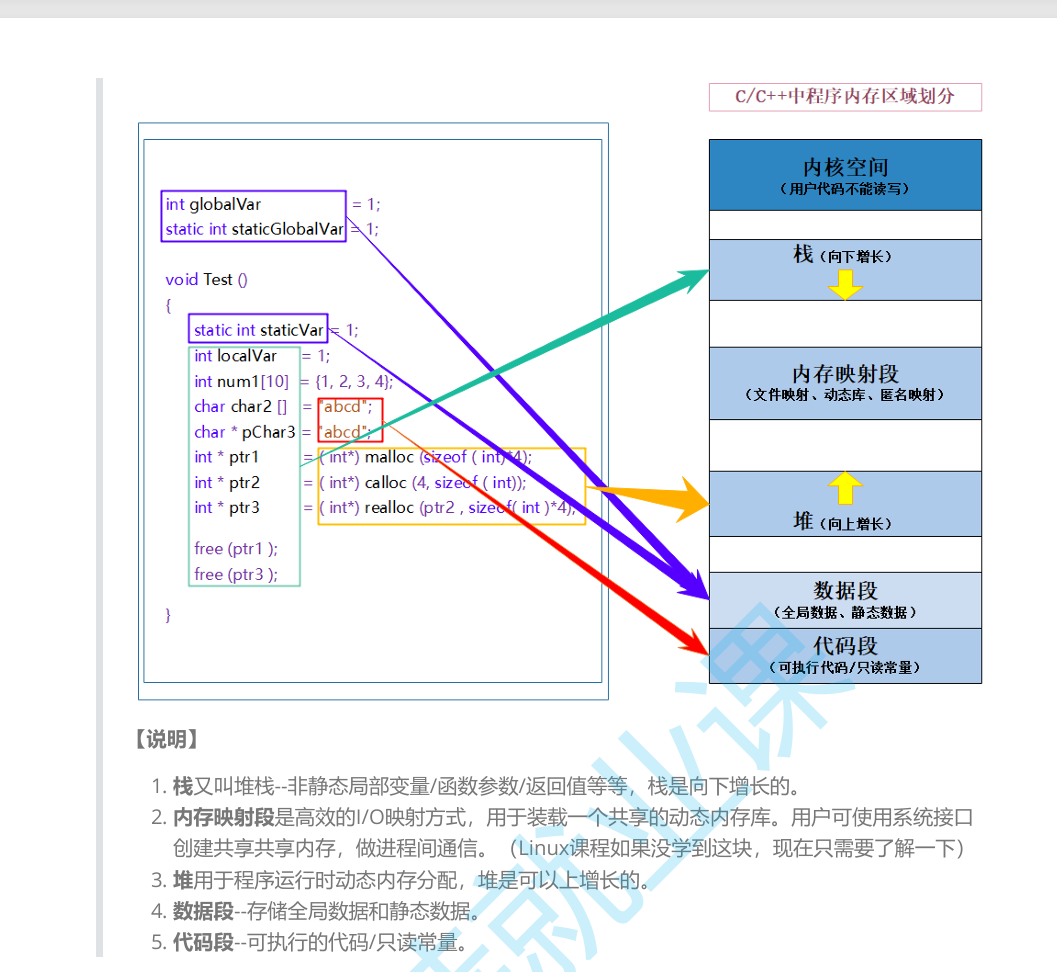 C/C++中程序内存区域划分
内核空间
（用户代码不能读写）
栈（向下增长）
内存映射段
（文件映射、动态库、匿名映射）
堆（向上增长）
数据段
（全局数据、静态数据）
代码段
（可执行代码/只读常量）
int globalVar = 1;
static int staticGlobalVar = 1;
void Test ()
{
static int staticVar = 1;
int localVar = 1;
int num1[10] = {1, 2, 3, 4};
char char2 [] = "abcd";
char * pChar3 = "abcd";
int * ptr1 = ( int*) malloc (sizeof ( int)*4);
int * ptr2 = ( int*) calloc (4, sizeof ( int));
int * ptr3 = ( int*) realloc (ptr2 , sizeof( int )*4);
free (ptr1 );
free (ptr3 );
}
【说明】
1. 栈又叫堆栈--非静态局部变量/函数参数/返回值等等，栈是向下增长的。
2. 内存映射段是高效的I/O映射方式，用于装载一个共享的动态内存库。用户可使用系统接口
创建共享共享内存，做进程间通信。（Linux课程如果没学到这块，现在只需要了解一下）
3. 堆用于程序运行时动态内存分配，堆是可以上增长的。
4. 数据段--存储全局数据和静态数据。
5. 代码段--可执行的代码/只读常量。
就业课